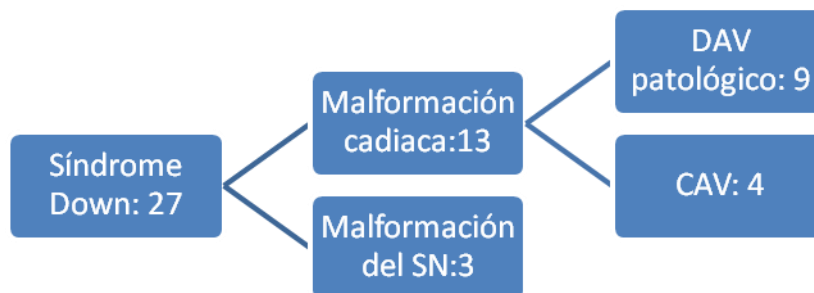 Síndrome
Down: 27
Malformación
cadiaca:13
Malformación
del SN:3
DAV
patológico: 9
CAV: 4